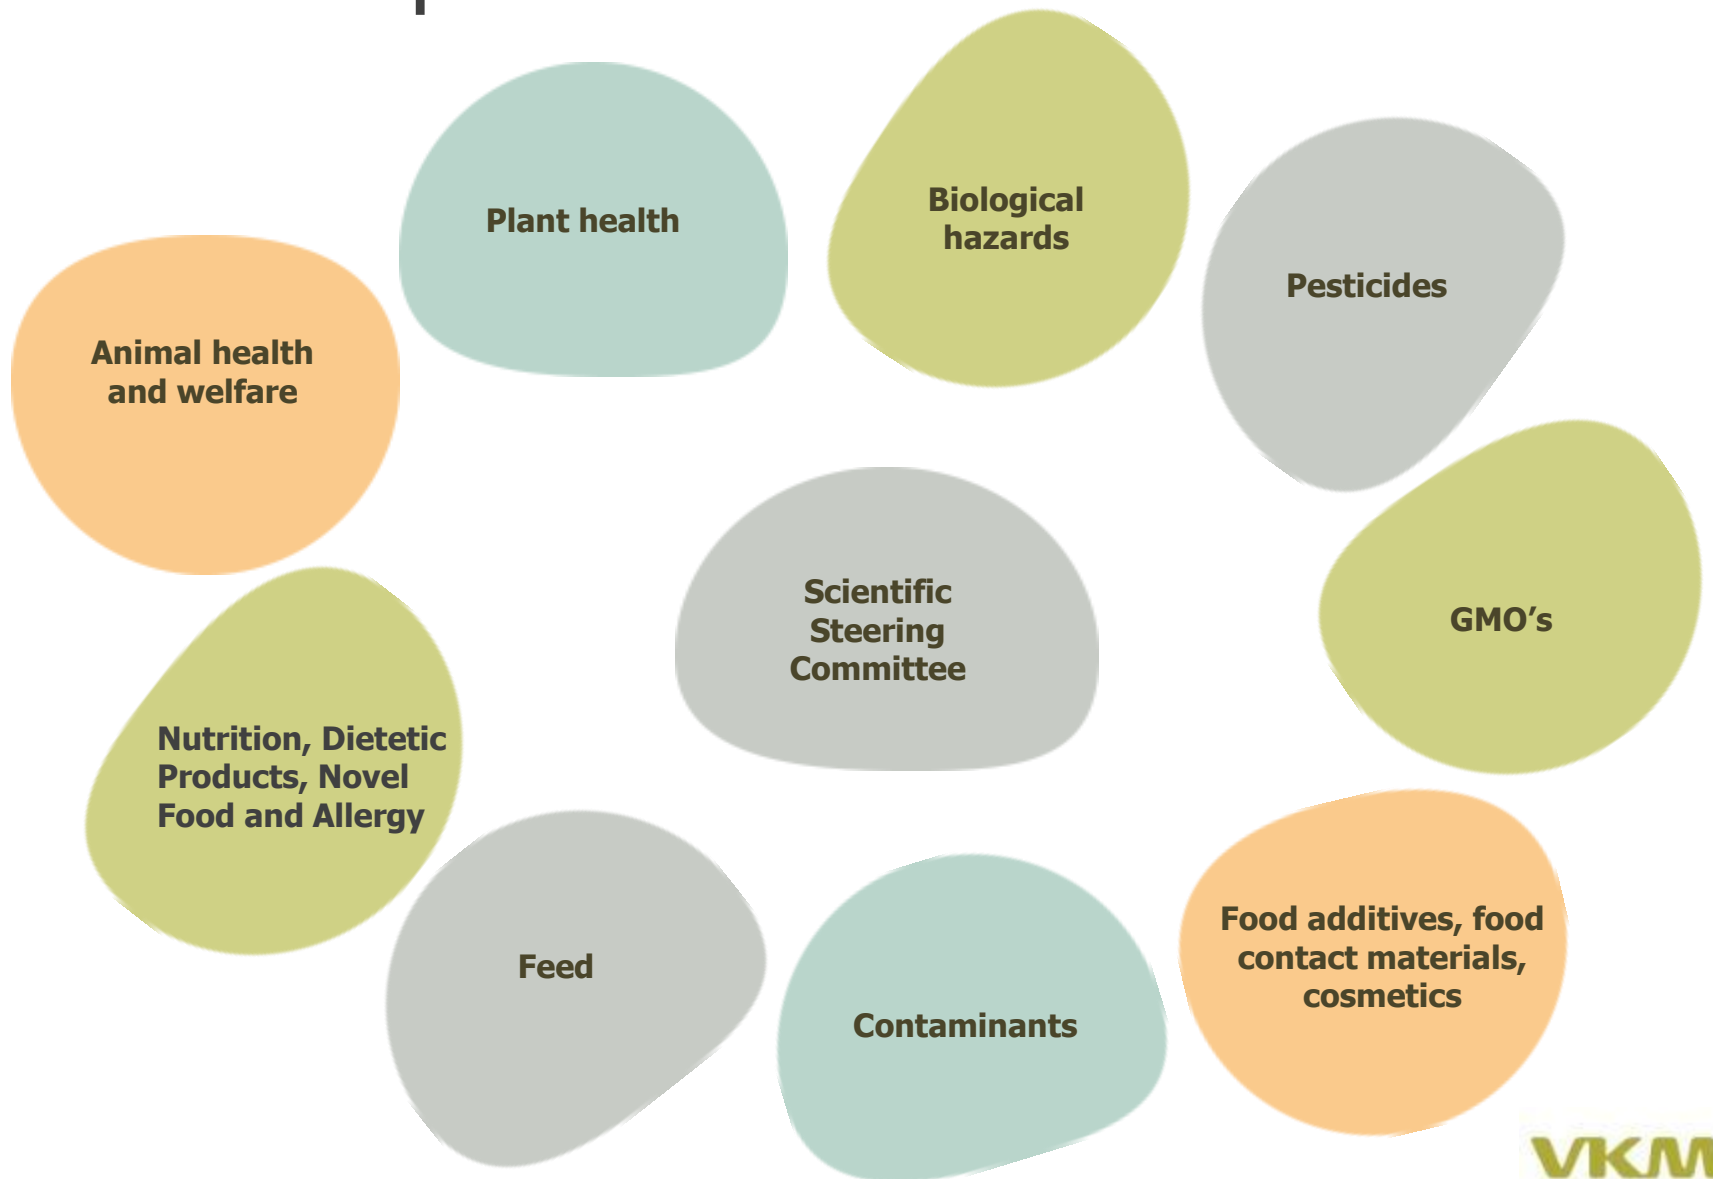 Plant health
Biological
hazards
Pesticides
Animal health
and welfare
Scientific
Steering
Committee
GMO’s
Nutrition, Dietetic
Products, Novel
Food and Allergy
Feed
Contaminants
Food additives, food
contact materials,
cosmetics
VKM